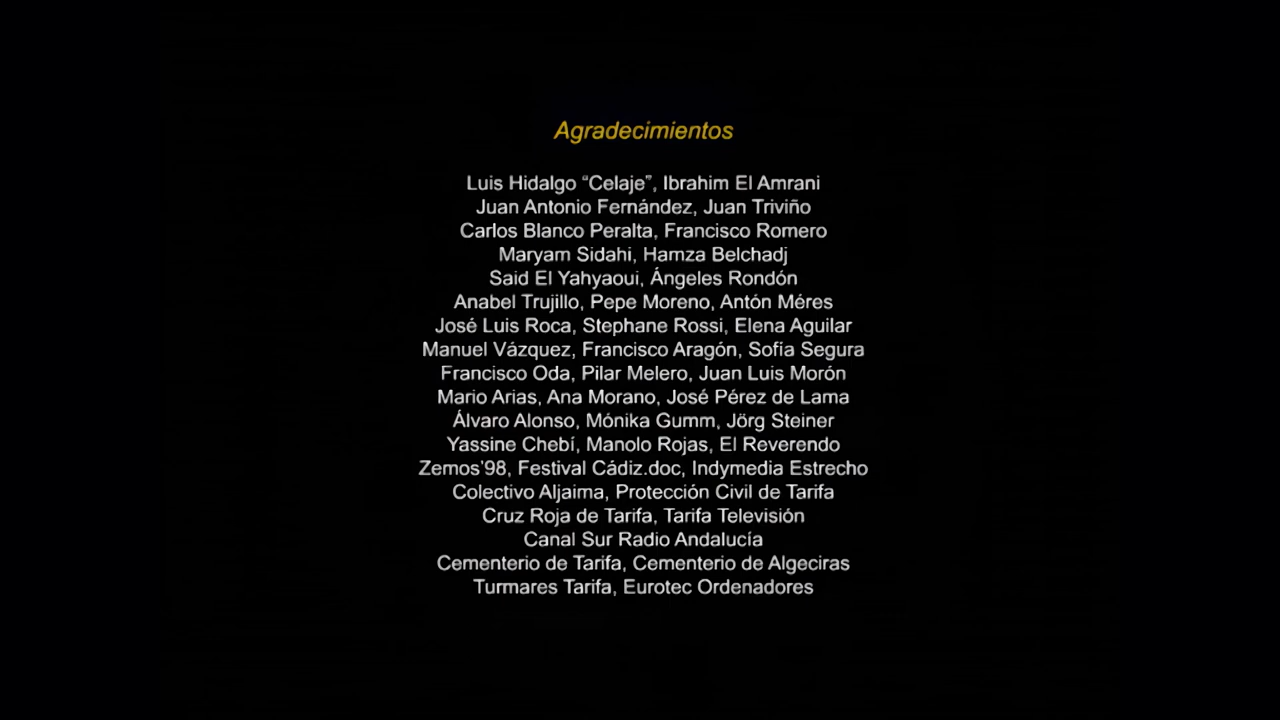 Agradecimientos
Luis Hidalgo “Celaje”, Ibrahim El Amrani
Juan Antonio Fernández, Juan Triviño
Carlos Blanco Peralta, Francisco Romero
Maryam Sidahi, Hamza Belchadj
Said El Yahyaoui, Ángeles Rondón
Anabel Trujillo, Pepe Moreno, Antón Méres
José Luis Roca, Stephane Rossi, Elena Aguilar
Manuel Vázquez, Francisco Aragón, Sofía Segura
Francisco Oda, Pilar Melero, Juan Luis Morón
Mario Arias, Ana Morano, José Pérez de Lama
Álvaro Alonso, Mónika Gumm, Jörg Steiner
Yassine Chebí, Manolo Rojas, El Reverendo
Zemos’98, Festival Cádiz.doc, Indymedia Estrecho
Colectivo Aljaima, Protección Civil de Tarifa
Cruz Roja de Tarifa, Tarifa Televisión
Canal Sur Radio Andalucía
Cementerio de Tarifa, Cementerio de Algeciras
Turmares Tarifa, Eurotec Ordenadores